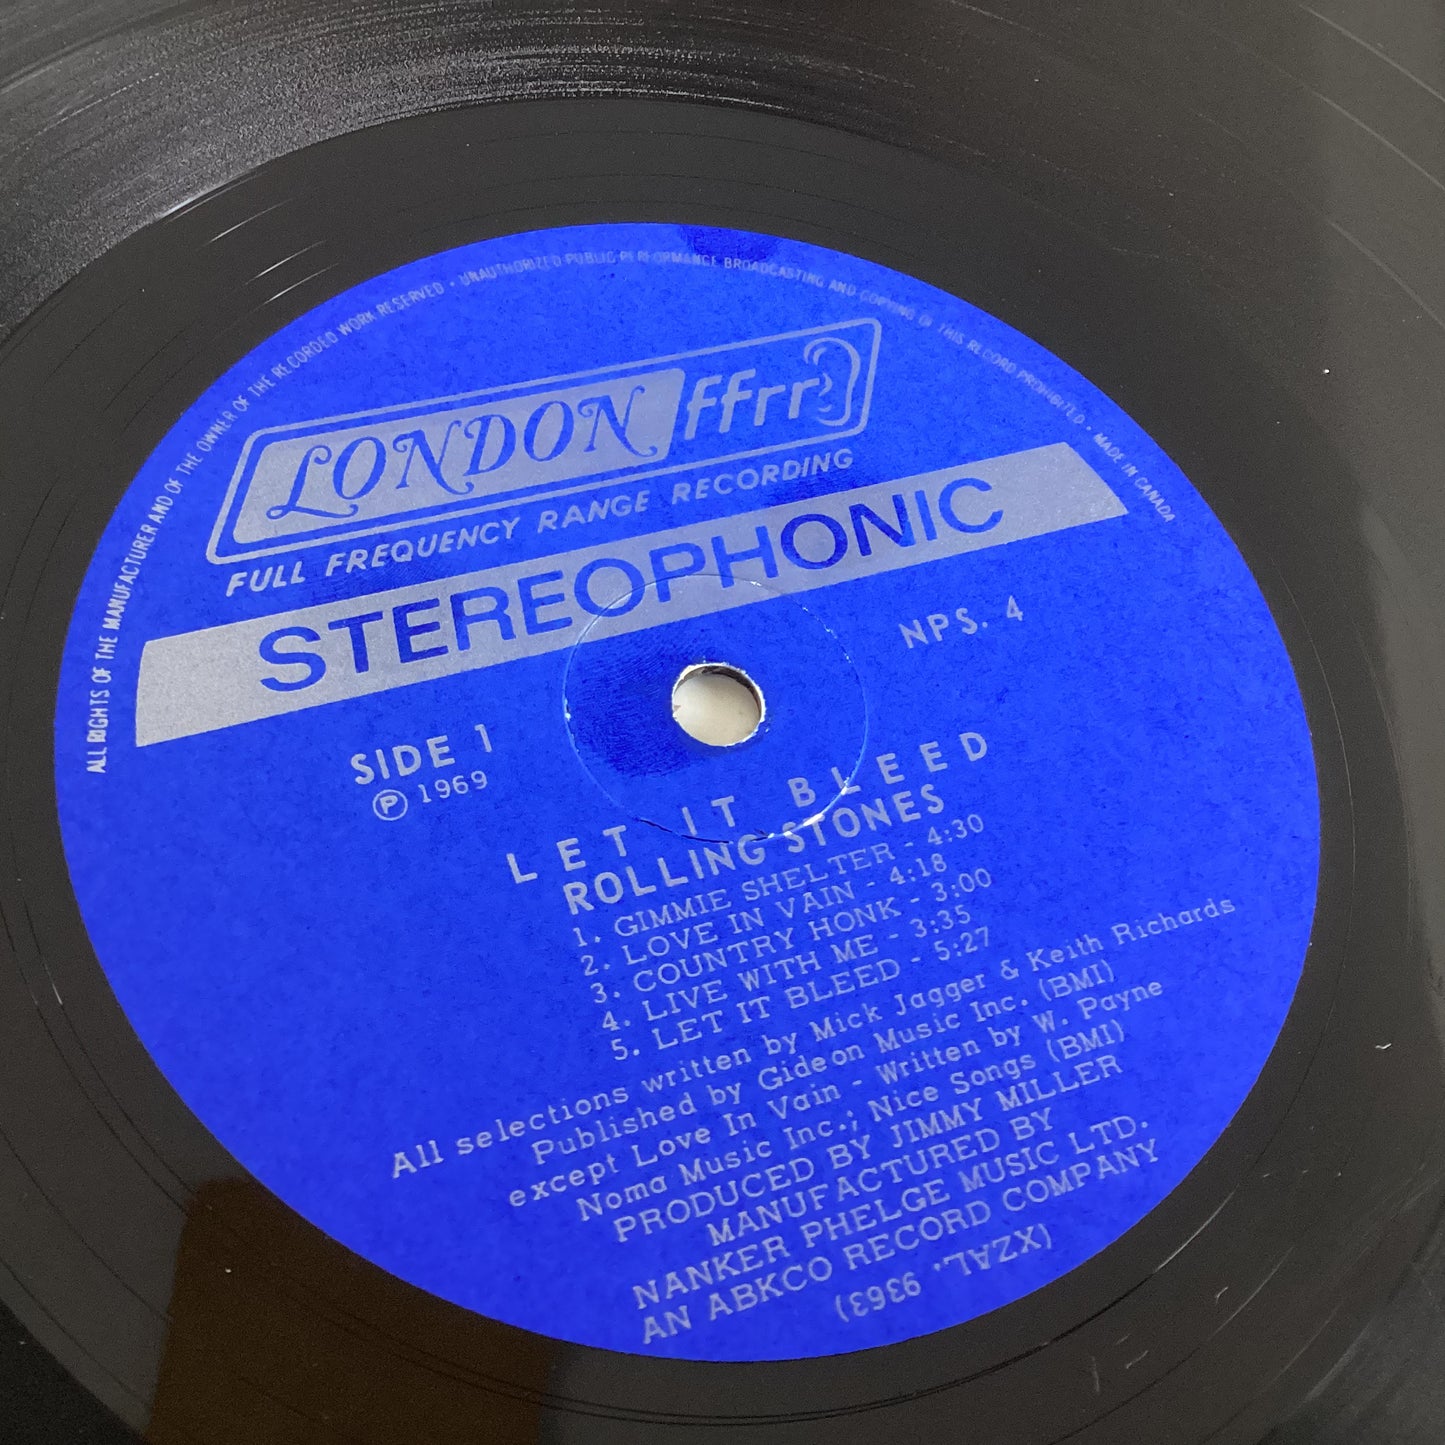 ALL RIGHTS OF THE MANUFACTURER AND OF THE OWNER OF THE RECORDED WORK RESERVED • UNAUTHORIZED PUBLIC PERFORMANCE BROADCASTING AND COPYING OF THIS RECORD PROHIBITED • MADE IN CANADA
LONDON ffrr
FULL FREQUENCY RANGE RECORDING
STEREOPHONIC
NPS. 4
SIDE 1
Ⓟ 1969
LET IT BLEED
ROLLING STONES
1. GIMMIE SHELTER - 4:30
2. LOVE IN VAIN - 4:18
3. COUNTRY HONK - 3:00
4. LIVE WITH ME - 3:35
5. LET IT BLEED - 5:27
All selections written by Mick Jagger & Keith Richards
Published by Gideon Music Inc. (BMI)
except Love In Vain - Written by W. Payne
Noma Music Inc.; Nice Songs (BMI)
PRODUCED BY JIMMY MILLER
MANUFACTURED BY
NANKER PHELGE MUSIC LTD.
AN ABKCO RECORD COMPANY
(XZAL. 9363)